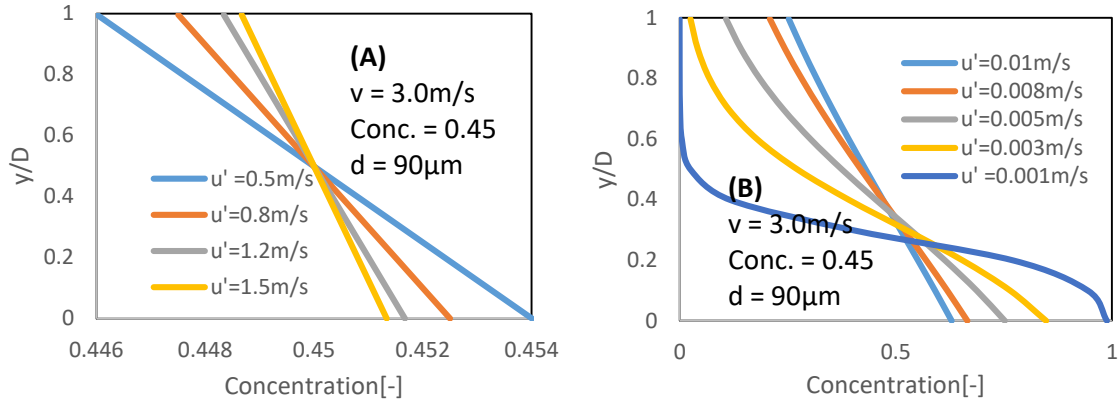 1
0.8
0.6
0.4
0.2
0
y/D
(A)
v = 3.0m/s
Conc. = 0.45
d = 90µm
u' =0.5m/s
u'=0.8m/s
u'=1.2m/s
u'=1.5m/s
0.446 0.448 0.45 0.452 0.454
Concentration[-]
1
0.8
0.6
0.4
0.2
0
y/D
u'=0.01m/s
u'=0.008m/s
u'=0.005m/s
u'=0.003m/s
u' =0.001m/s
(B)
v = 3.0m/s
Conc. = 0.45
d = 90µm
0 0.5 1
Concentration[-]